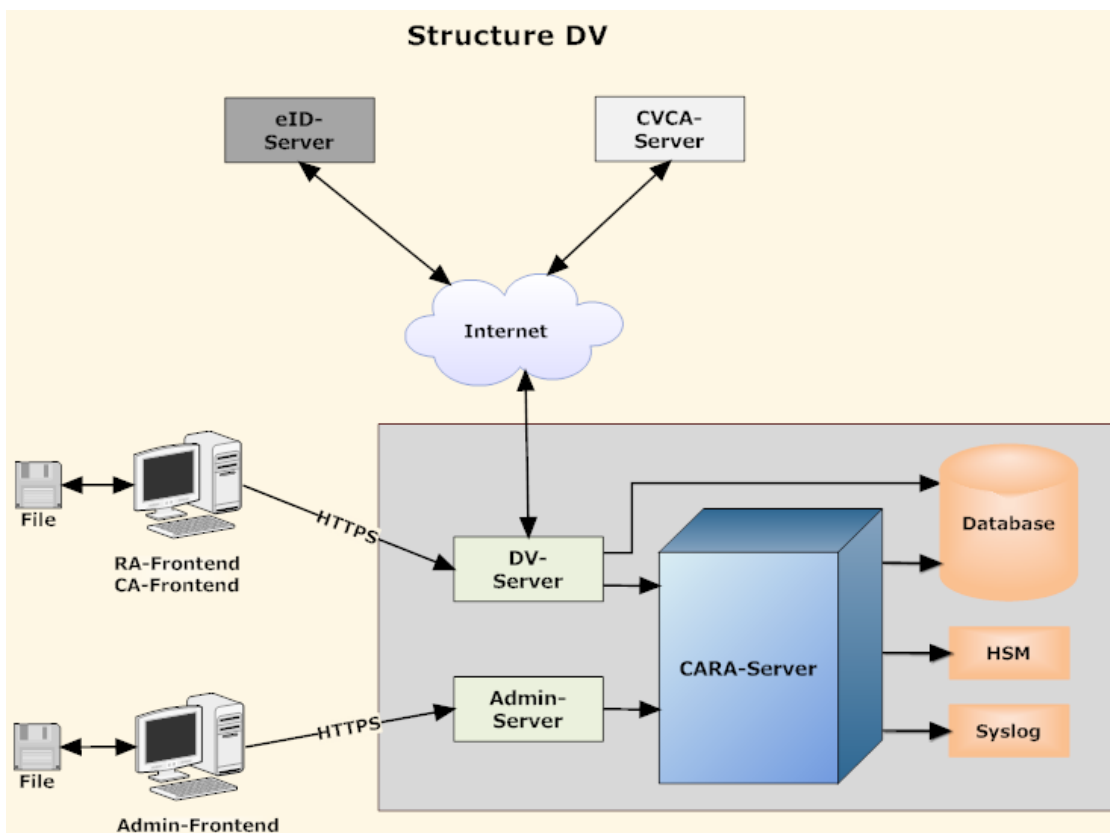 Structure DV
eID-
Server
CVCA-
Server
Internet
File
RA-Frontend
CA-Frontend
HTTPS
DV-
Server
Database
CARA-Server
HSM
Admin-
Server
HTTPS
Syslog
File
Admin-Frontend